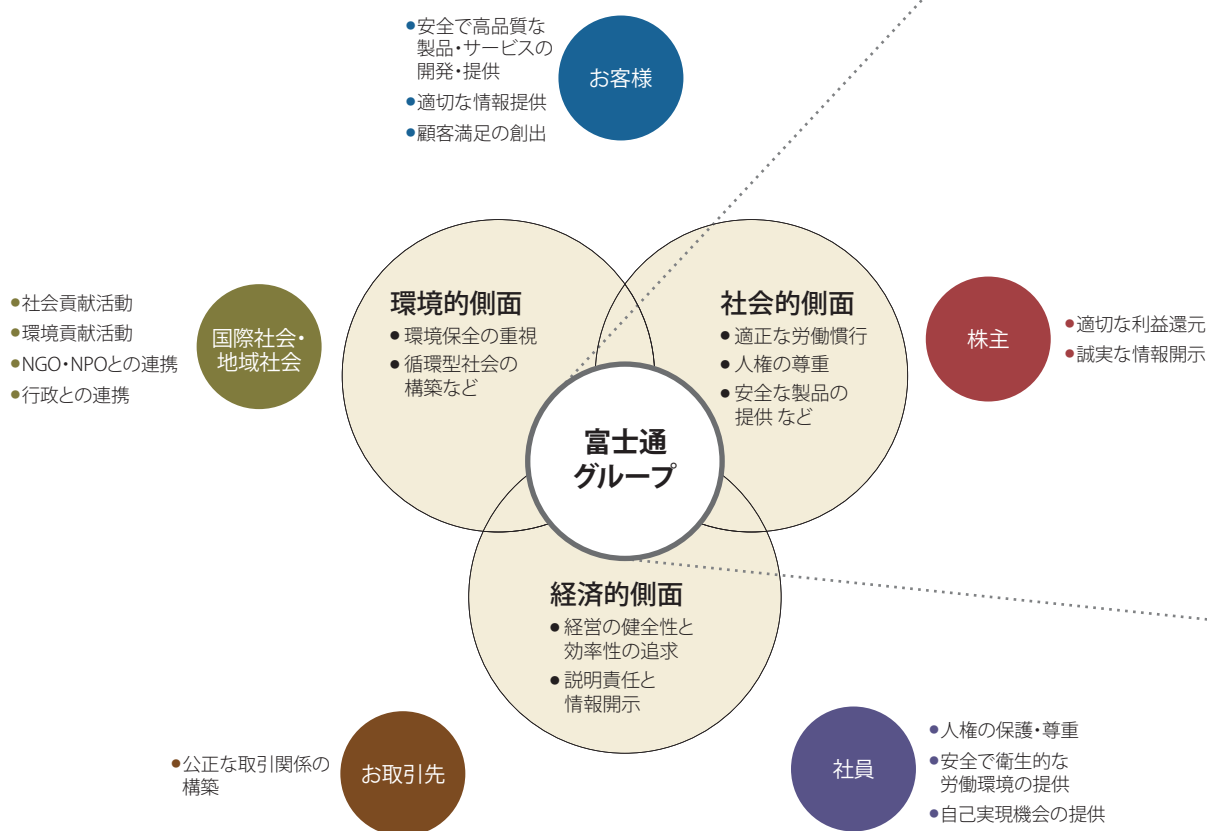 •安全で高品質な
製品・サービスの
開発・提供
•適切な情報提供
•顧客満足の創出
お客様
•社会貢献活動
•環境貢献活動
•NGO・NPOとの連携
•行政との連携
国際社会・
地域社会
環境的側面
• 環境保全の重視
• 循環型社会の
構築など
社会的側面
• 適正な労働慣行
• 人権の尊重
• 安全な製品の
提供 など
株主
•適切な利益還元
•誠実な情報開示
富士通
グループ
経済的側面
• 経営の健全性と
効率性の追求
• 説明責任と
情報開示
•公正な取引関係の
構築
お取引先
社員
•人権の保護・尊重
•安全で衛生的な
労働環境の提供
•自己実現機会の提供